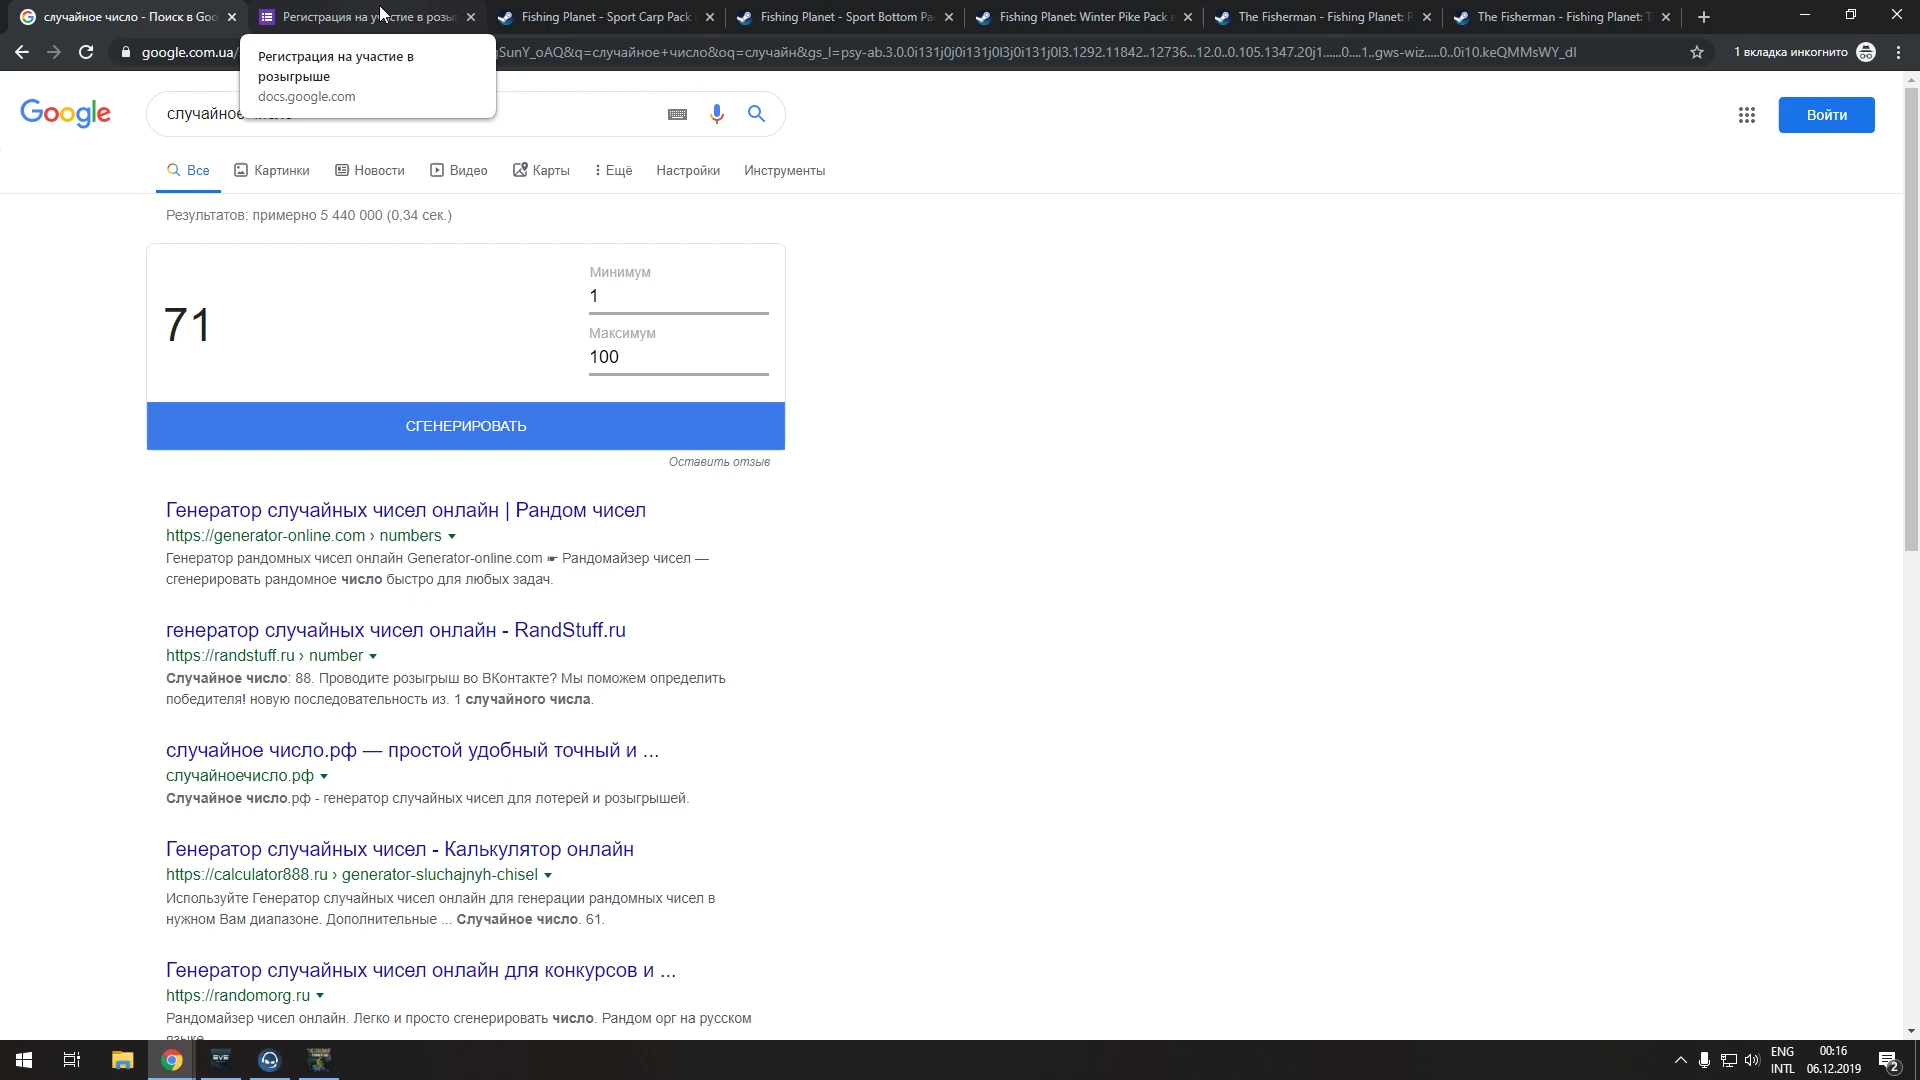 случайное число - Поиск в Goo
Регистрация на участие в розы
Fishing Planet - Sport Carp Pack
Fishing Planet - Sport Bottom Pa
Fishing Planet: Winter Pike Pack
The Fisherman - Fishing Planet: P
The Fisherman - Fishing Planet: T
google.com.ua/
SunY_oAQ&q=случайное+число&oq=случайн&gs_l=psy-ab.3.0.0i131j0j0i131j0l3j0i131j0l3.1292.11842..12736...12.0..0.105.1347.20j1......0....1..gws-wiz.....0..0i10.keQMMsWY_dI
1 вкладка инкогнито
Регистрация на участие в
розыгрыше
docs.google.com
Google
случайное
Войти
Все
Картинки
Новости
Видео
Карты
Ещё
Настройки
Инструменты
Результатов: примерно 5 440 000 (0,34 сек.)
71
Минимум
1
Максимум
100
СГЕНЕРИРОВАТЬ
Оставить отзыв
Генератор случайных чисел онлайн | Рандом чисел
https://generator-online.com › numbers
Генератор рандомных чисел онлайн Generator-online.com ☛ Рандомайзер чисел —
сгенерировать рандомное число быстро для любых задач.
генератор случайных чисел онлайн - RandStuff.ru
https://randstuff.ru › number
Случайное число: 88. Проводите розыгрыш во ВКонтакте? Мы поможем определить
победителя! новую последовательность из. 1 случайного числа.
случайное число.рф — простой удобный точный и ...
случайноечисло.рф
Случайное число.рф - генератор случайных чисел для лотерей и розыгрышей.
Генератор случайных чисел - Калькулятор онлайн
https://calculator888.ru › generator-sluchajnyh-chisel
Используйте Генератор случайных чисел онлайн для генерации рандомных чисел в
нужном Вам диапазоне. Дополнительные ... Случайное число. 61.
Генератор случайных чисел онлайн для конкурсов и ...
https://randomorg.ru
Рандомайзер чисел онлайн. Легко и просто сгенерировать число. Рандом орг на русском
языке
EVE
ENG
INTL
00:16
06.12.2019
2